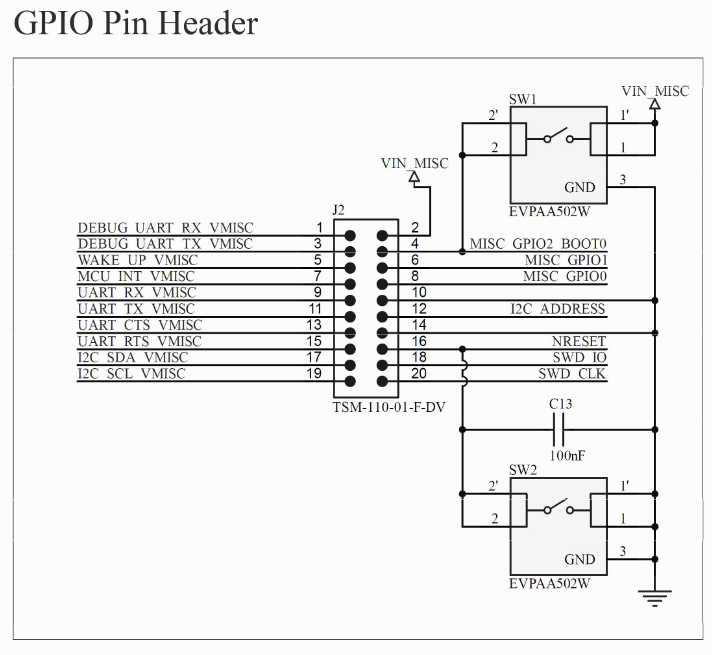 GPIO Pin Header
VIN_MISC
SW1
2' 1'
2 1
VIN_MISC
GND 3
J2 EVPAA502W
DEBUG_UART_RX_VMISC 1 2
DEBUG_UART_TX_VMISC 3 4 MISC_GPIO2_BOOT0
WAKE_UP_VMISC 5 6 MISC_GPIO1
MCU_INT_VMISC 7 8 MISC_GPIO0
UART_RX_VMISC 9 10
UART_TX_VMISC 11 12 I2C_ADDRESS
UART_CTS_VMISC 13 14
UART_RTS_VMISC 15 16 NRESET
I2C_SDA_VMISC 17 18 SWD_IO
I2C_SCL_VMISC 19 20 SWD_CLK
TSM-110-01-F-DV C13
100nF
SW2
2' 1'
2 1
GND 3
EVPAA502W